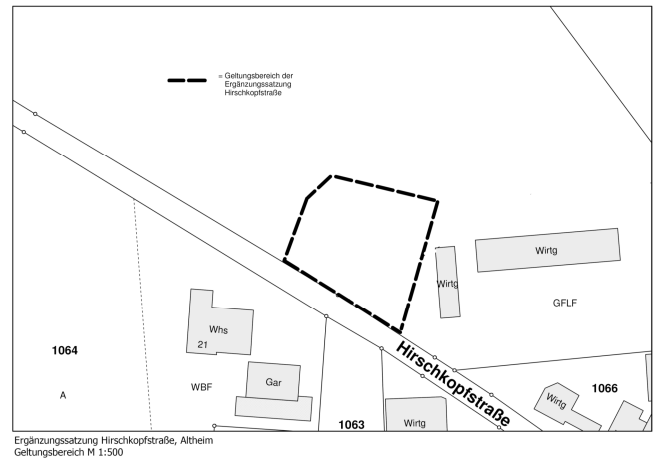 = Geltungsbereich der
Ergänzungssatzung
Hirschkopfstraße
Wirtg
Wirtg
GFLF
Whs
21
1064
A
WBF
Gar
Hirschkopfstraße
1063
Wirtg
Wirtg
1066
Ergänzungssatzung Hirschkopfstraße, Altheim
Geltungsbereich M 1:500